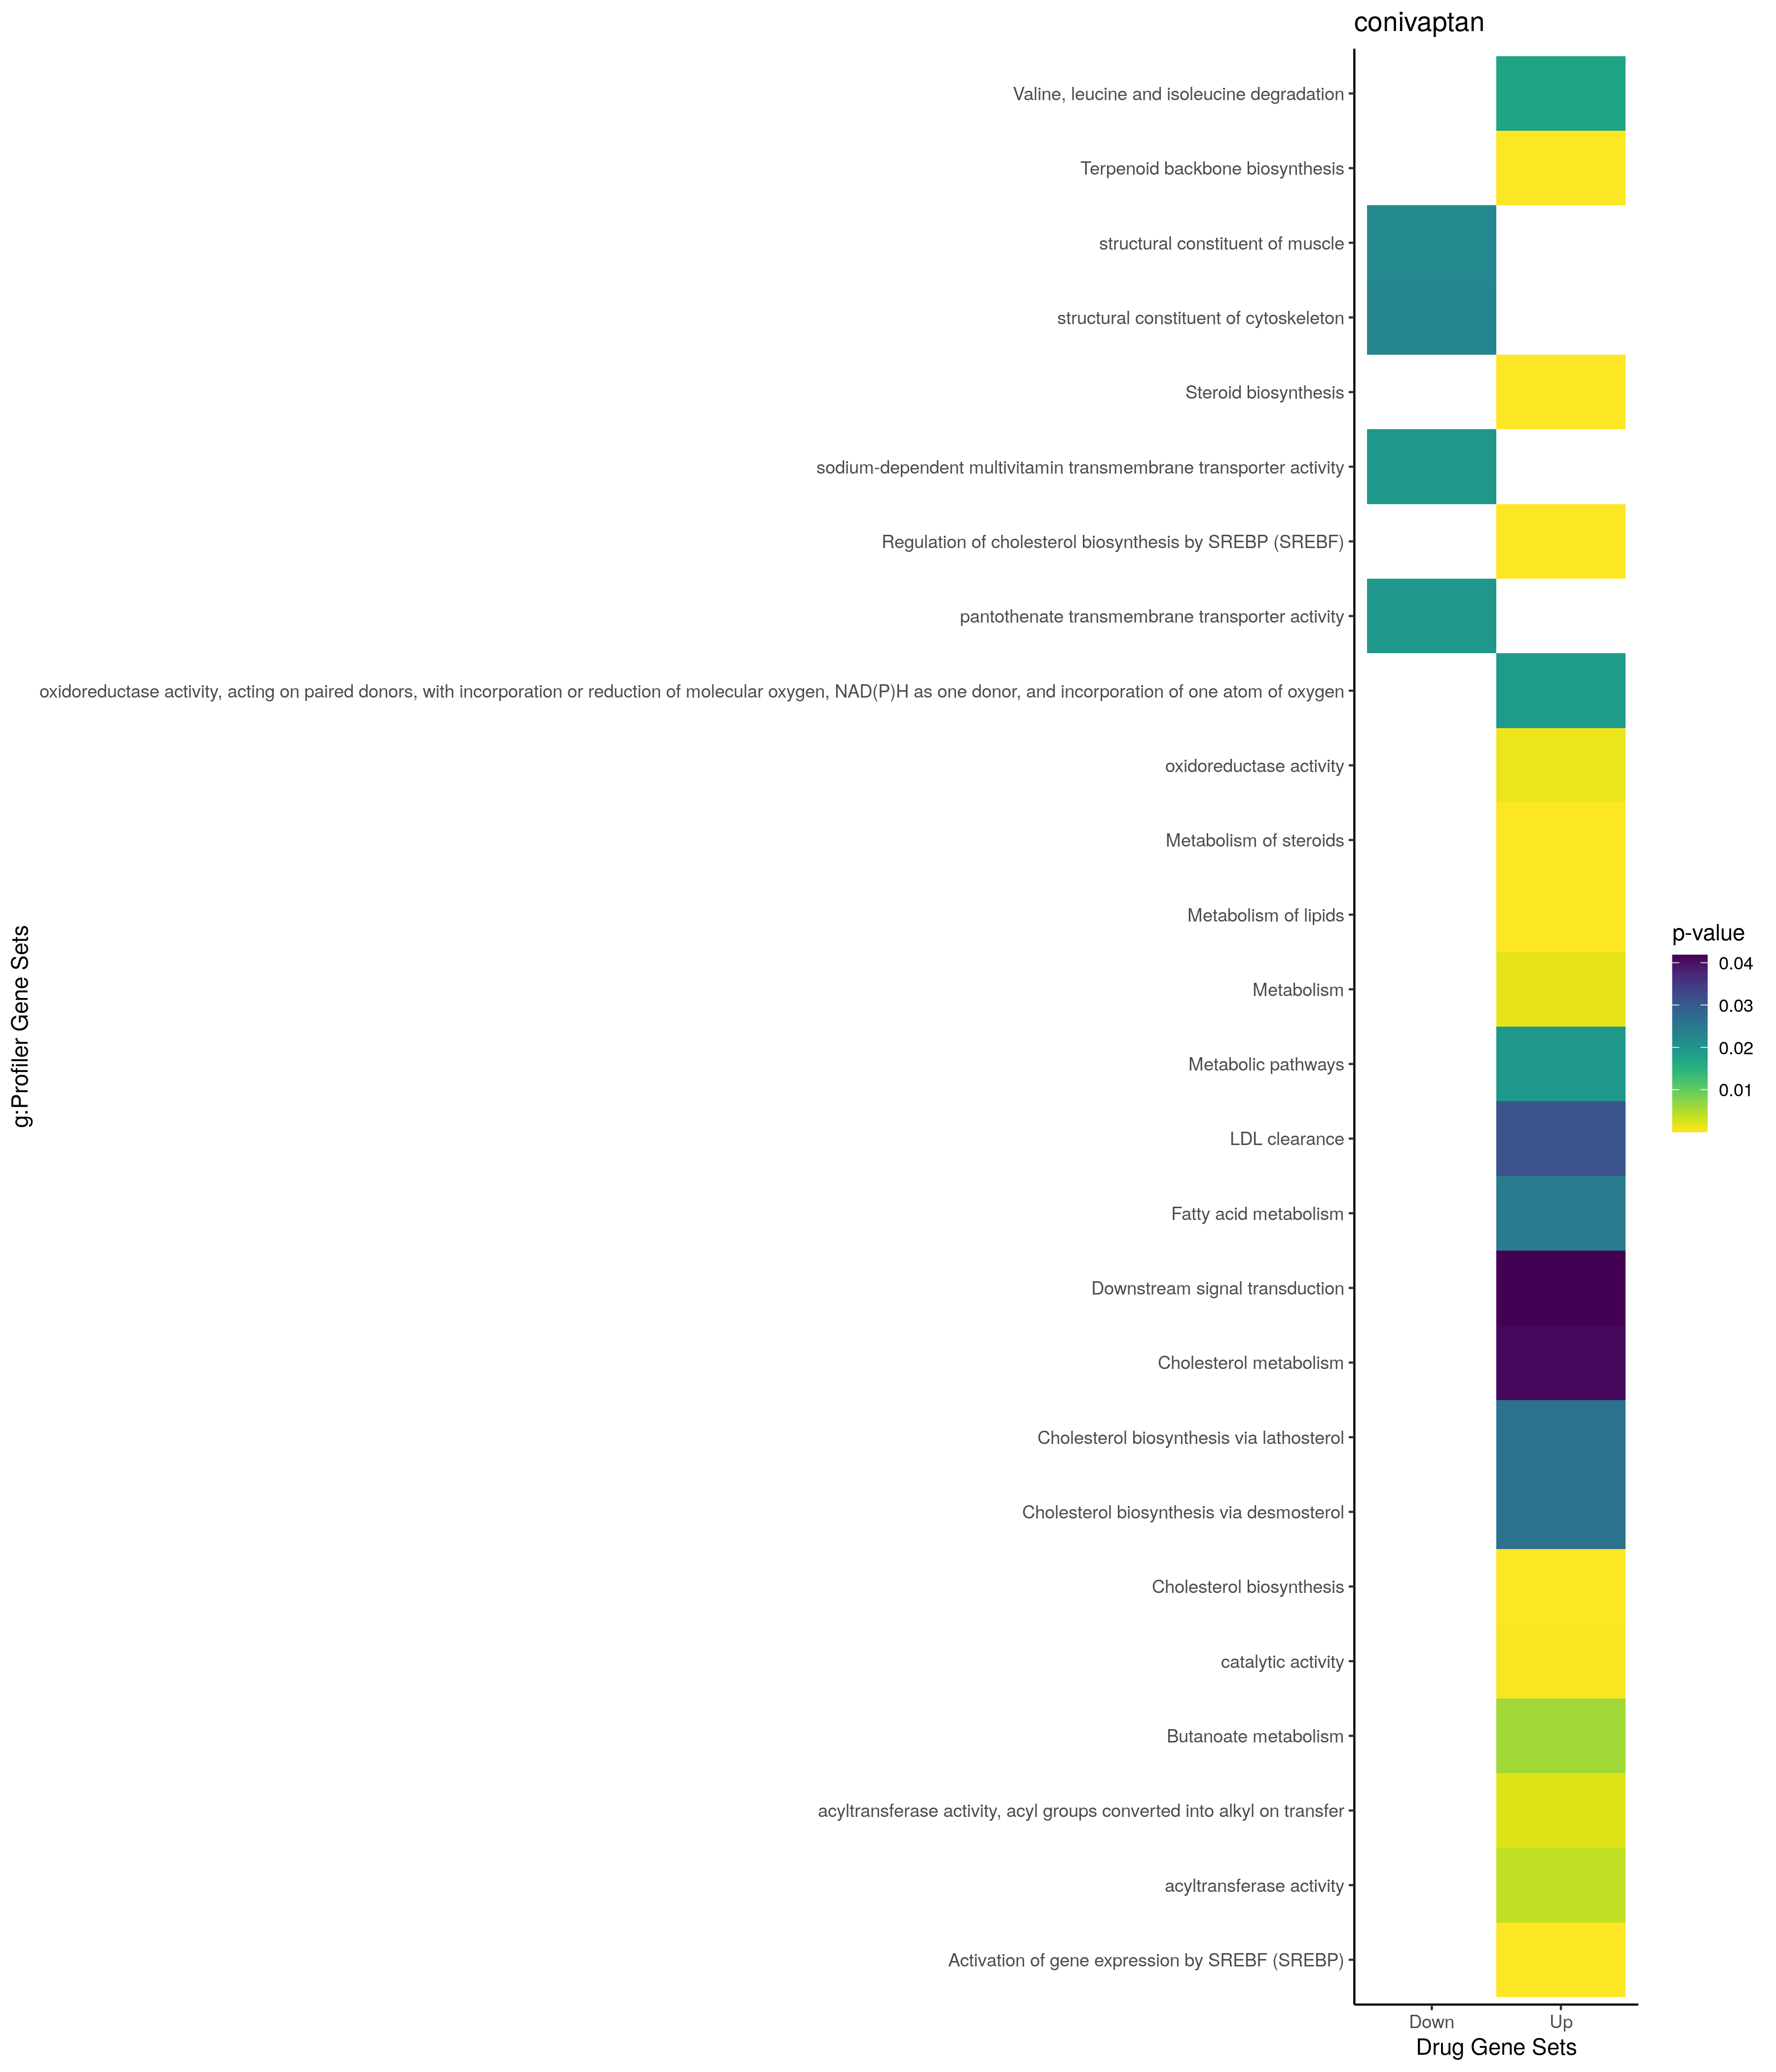 conivaptan
Valine, leucine and isoleucine degradation
Terpenoid backbone biosynthesis
structural constituent of muscle
structural constituent of cytoskeleton
Steroid biosynthesis
sodium-dependent multivitamin transmembrane transporter activity
Regulation of cholesterol biosynthesis by SREBP (SREBF)
pantothenate transmembrane transporter activity
oxidoreductase activity, acting on paired donors, with incorporation or reduction of molecular oxygen, NAD(P)H as one donor, and incorporation of one atom of oxygen
oxidoreductase activity
Metabolism of steroids
Metabolism of lipids
Metabolism
Metabolic pathways
LDL clearance
Fatty acid metabolism
Downstream signal transduction
Cholesterol metabolism
Cholesterol biosynthesis via lathosterol
Cholesterol biosynthesis via desmosterol
Cholesterol biosynthesis
catalytic activity
Butanoate metabolism
acyltransferase activity, acyl groups converted into alkyl on transfer
acyltransferase activity
Activation of gene expression by SREBF (SREBP)
g:Profiler Gene Sets
Down Up
Drug Gene Sets
p-value
0.04
0.03
0.02
0.01